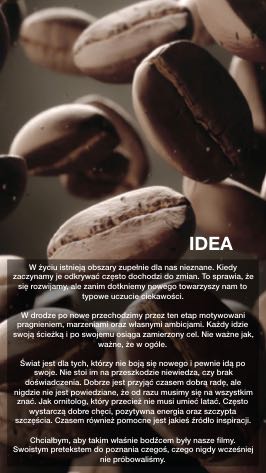 IDEA
W życiu istnieją obszary zupełnie dla nas nieznane. Kiedy
zaczynamy je odkrywać często dochodzi do zmian. To sprawia, że
się rozwijamy, ale zanim dotkniemy nowego towarzyszy nam to
typowe uczucie ciekawości.
W drodze po nowe przechodzimy przez ten etap motywowani
pragnieniem, marzeniami oraz własnymi ambicjami. Każdy idzie
swoją ścieżką i po swojemu osiąga zamierzony cel. Nie ważne jak,
ważne, że w ogóle.
Świat jest dla tych, którzy nie boją się nowego i pewnie idą po
swoje. Nie stoi im na przeszkodzie niewiedza, czy brak
doświadczenia. Dobrze jest przyjąć czasem dobrą radę, ale
nigdzie nie jest powiedziane, że od razu musimy się na wszystkim
znać. Jak ornitolog, który przecież nie musi umieć latać. Często
wystarczą dobre chęci, pozytywna energia oraz szczypta
szczęścia. Czasem również pomocne jest jakieś źródło inspiracji.
Chciałbym, aby takim właśnie bodźcem były nasze filmy.
Swoistym pretekstem do poznania czegoś, czego nigdy wcześniej
nie próbowaliśmy.